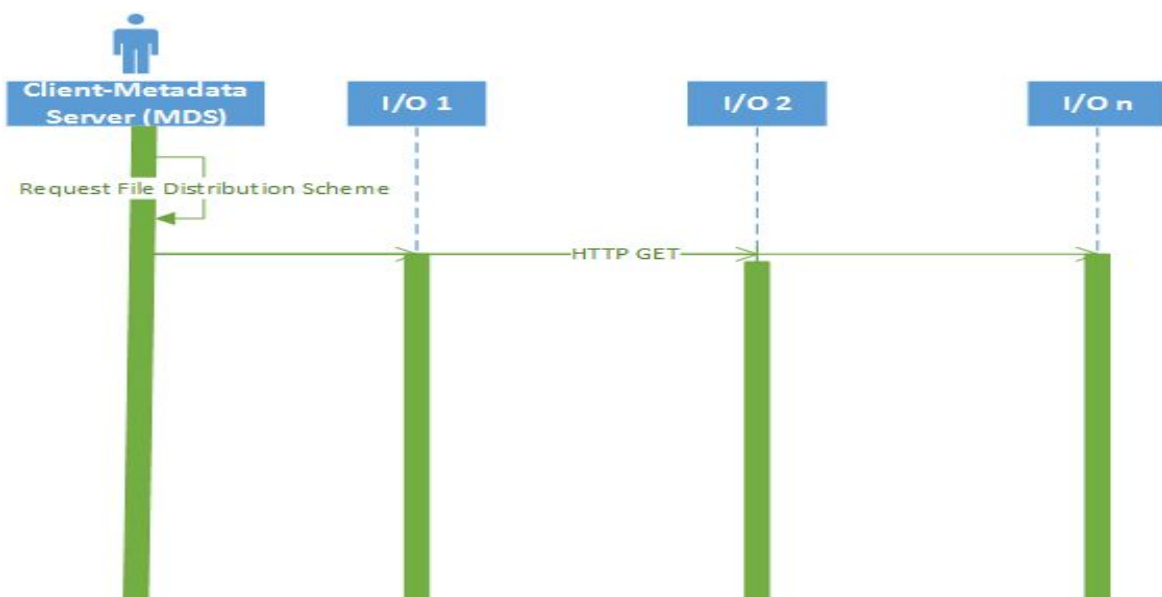 Client-Metadata
Server (MDS)
I/O 1
I/O 2
I/O n
Request File Distribution Scheme
HTTP GET